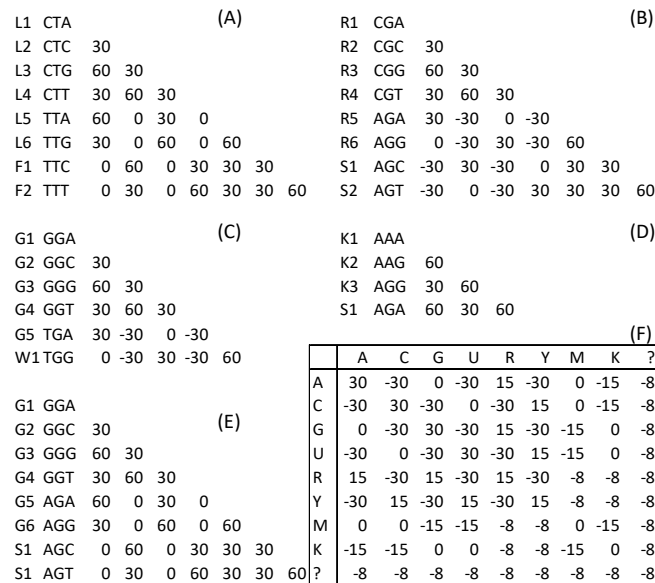 (A)
L1 CTA
L2 CTC 30
L3 CTG 60 30
L4 CTT 30 60 30
L5 TTA 60 0 30 0
L6 TTG 30 0 60 0 60
F1 TTC 0 60 0 30 30 30
F2 TTT 0 30 0 60 30 30 60
(B)
R1 CGA
R2 CGC 30
R3 CGG 60 30
R4 CGT 30 60 30
R5 AGA 30 -30 0 -30
R6 AGG 0 -30 30 -30 60
S1 AGC -30 30 -30 0 30 30
S2 AGT -30 0 -30 30 30 30 60
(C)
G1 GGA
G2 GGC 30
G3 GGG 60 30
G4 GGT 30 60 30
G5 TGA 30 -30 0 -30
W1 TGG 0 -30 30 -30 60
(D)
K1 AAA
K2 AAG 60
K3 AGG 30 60
S1 AGA 60 30 60
(E)
G1 GGA
G2 GGC 30
G3 GGG 60 30
G4 GGT 30 60 30
G5 AGA 60 0 30 0
G6 AGG 30 0 60 0 60
S1 AGC 0 60 0 30 30 30
S1 AGT 0 30 0 60 30 30 60
(F)
A C G U R Y M K ?
A 30 -30 0 -30 15 -30 0 -15 -8
C -30 30 -30 0 -30 15 0 -15 -8
G 0 -30 30 -30 15 -30 -15 0 -8
U -30 0 -30 30 -30 15 -15 0 -8
R 15 -30 15 -30 15 -30 -8 -8 -8
Y -30 15 -30 15 -30 15 -8 -8 -8
M 0 0 -15 -15 -8 -8 0 -15 -8
K -15 -15 0 0 -8 -8 -15 0 -8
? -8 -8 -8 -8 -8 -8 -8 -8 -8